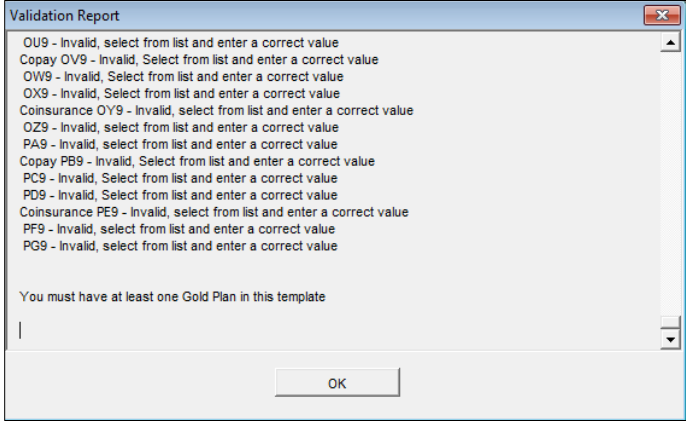 Validation Report
OU9 - Invalid, select from list and enter a correct value
Copay OV9 - Invalid, Select from list and enter a correct value
OW9 - Invalid, select from list and enter a correct value
OX9 - Invalid, select from list and enter a correct value
Coinsurance OY9 - Invalid, select from list and enter a correct value
OZ9 - Invalid, select from list and enter a correct value
PA9 - Invalid, select from list and enter a correct value
Copay PB9 - Invalid, Select from list and enter a correct value
PC9 - Invalid, select from list and enter a correct value
PD9 - Invalid, select from list and enter a correct value
Coinsurance PE9 - Invalid, select from list and enter a correct value
PF9 - Invalid, select from list and enter a correct value
PG9 - Invalid, select from list and enter a correct value
You must have at least one Gold Plan in this template
OK